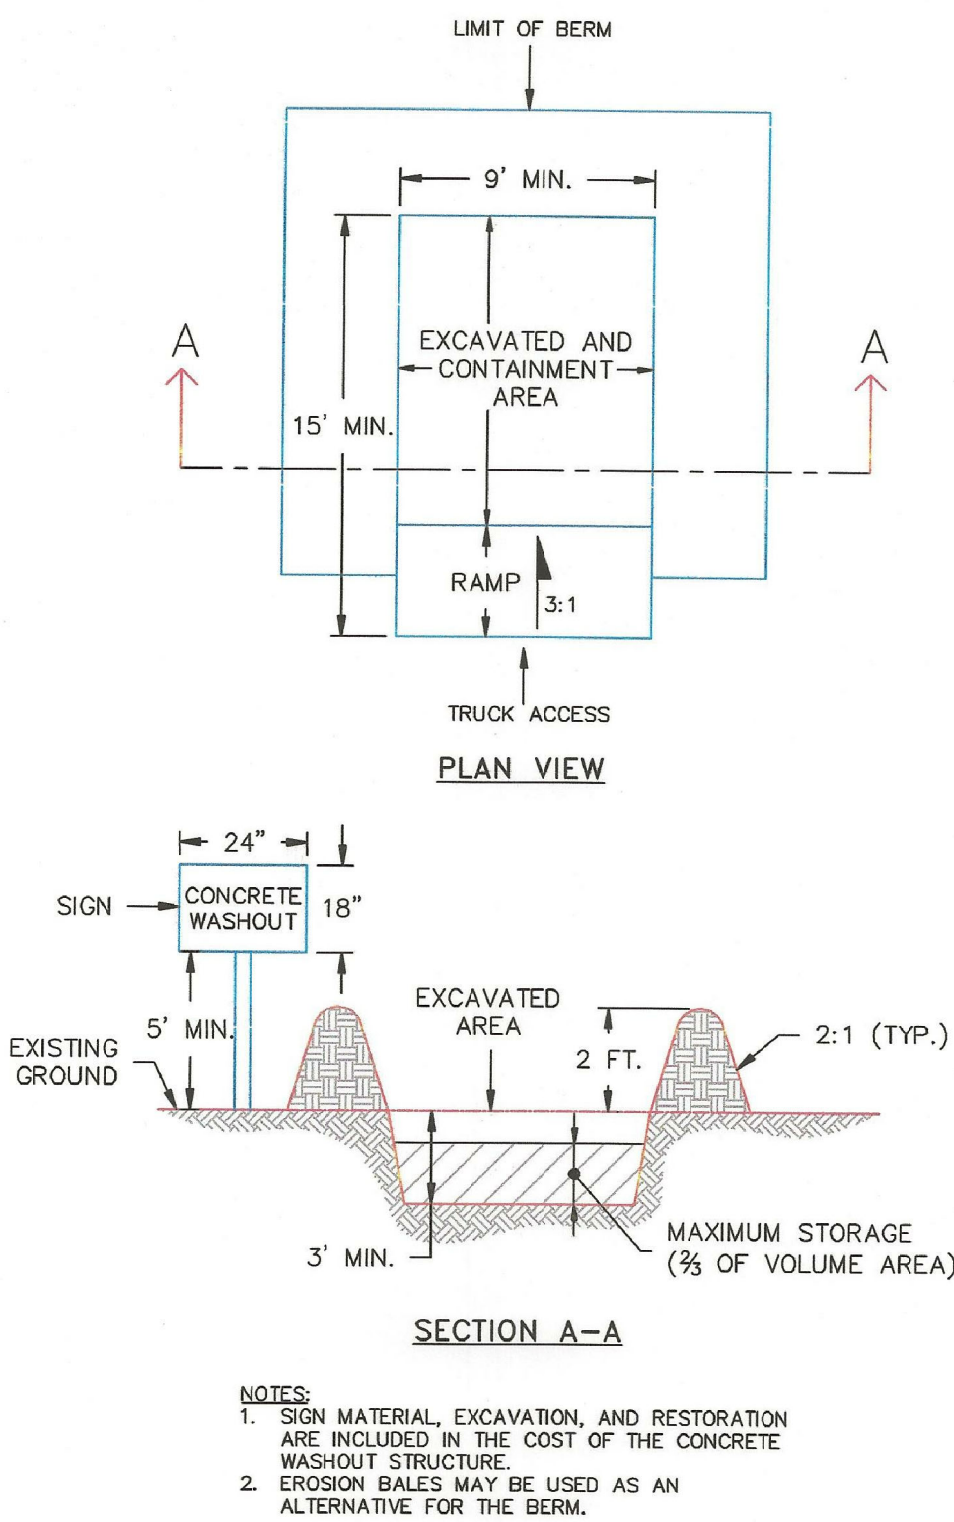 LIMIT OF BERM
9' MIN.
A
A
EXCAVATED AND
CONTAINMENT
AREA
15' MIN.
RAMP
3:1
TRUCK ACCESS
PLAN VIEW
24"
SIGN
CONCRETE
WASHOUT
18"
EXCAVATED
AREA
5' MIN.
2 FT.
2:1 (TYP.)
EXISTING
GROUND
3' MIN.
MAXIMUM STORAGE
(⅔ OF VOLUME AREA)
SECTION A-A
NOTES:
1. SIGN MATERIAL, EXCAVATION, AND RESTORATION
ARE INCLUDED IN THE COST OF THE CONCRETE
WASHOUT STRUCTURE.
2. EROSION BALES MAY BE USED AS AN
ALTERNATIVE FOR THE BERM.